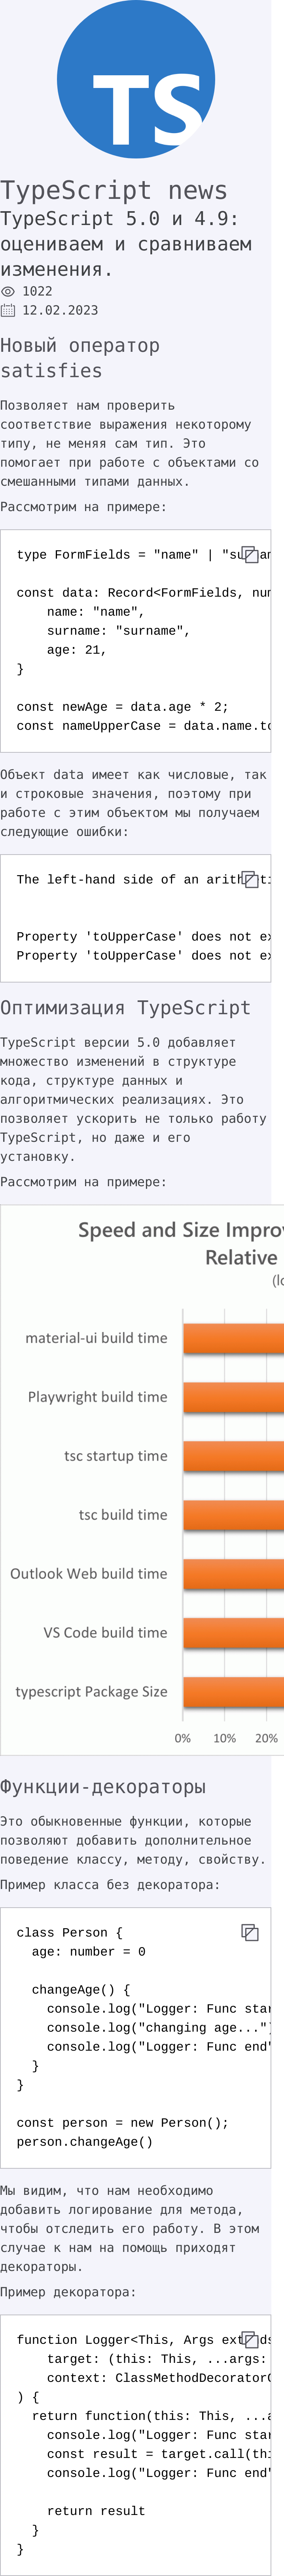 TS
TypeScript news
TypeScript 5.0 и 4.9:
оцениваем и сравниваем
изменения.
1022
12.02.2023
Новый оператор
satisfies
Позволяет нам проверить
соответствие выражения некоторому
типу, не меняя сам тип. Это
помогает при работе с объектами со
смешанными типами данных.
Рассмотрим на примере:
type FormFields = "name" | "surnam
const data: Record<FormFields, num
name: "name",
surname: "surname",
age: 21,
}
const newAge = data.age * 2;
const nameUpperCase = data.name.to
Объект data имеет как числовые, так
и строковые значения, поэтому при
работе с этим объектом мы получаем
следующие ошибки:
The left-hand side of an arithmeti
Property 'toUpperCase' does not ex
Property 'toUpperCase' does not ex
Оптимизация TypeScript
TypeScript версии 5.0 добавляет
множество изменений в структуре
кода, структуре данных и
алгоритмических реализациях. Это
позволяет ускорить не только работу
TypeScript, но даже и его
установку.
Рассмотрим на примере:
Speed and Size Improv
Relative
(lo
material-ui build time
Playwright build time
tsc startup time
tsc build time
Outlook Web build time
VS Code build time
typescript Package Size
0% 10% 20%
Функции-декораторы
Это обыкновенные функции, которые
позволяют добавить дополнительное
поведение классу, методу, свойству.
Пример класса без декоратора:
class Person {
age: number = 0
changeAge() {
console.log("Logger: Func star
console.log("changing age...")
console.log("Logger: Func end"
}
}
const person = new Person();
person.changeAge()
Мы видим, что нам необходимо
добавить логирование для метода,
чтобы отследить его работу. В этом
случае к нам на помощь приходят
декораторы.
Пример декоратора:
function Logger<This, Args extends
target: (this: This, ...args:
context: ClassMethodDecoratorC
) {
return function(this: This, ...a
console.log("Logger: Func star
const result = target.call(thi
console.log("Logger: Func end"
return result
}
}